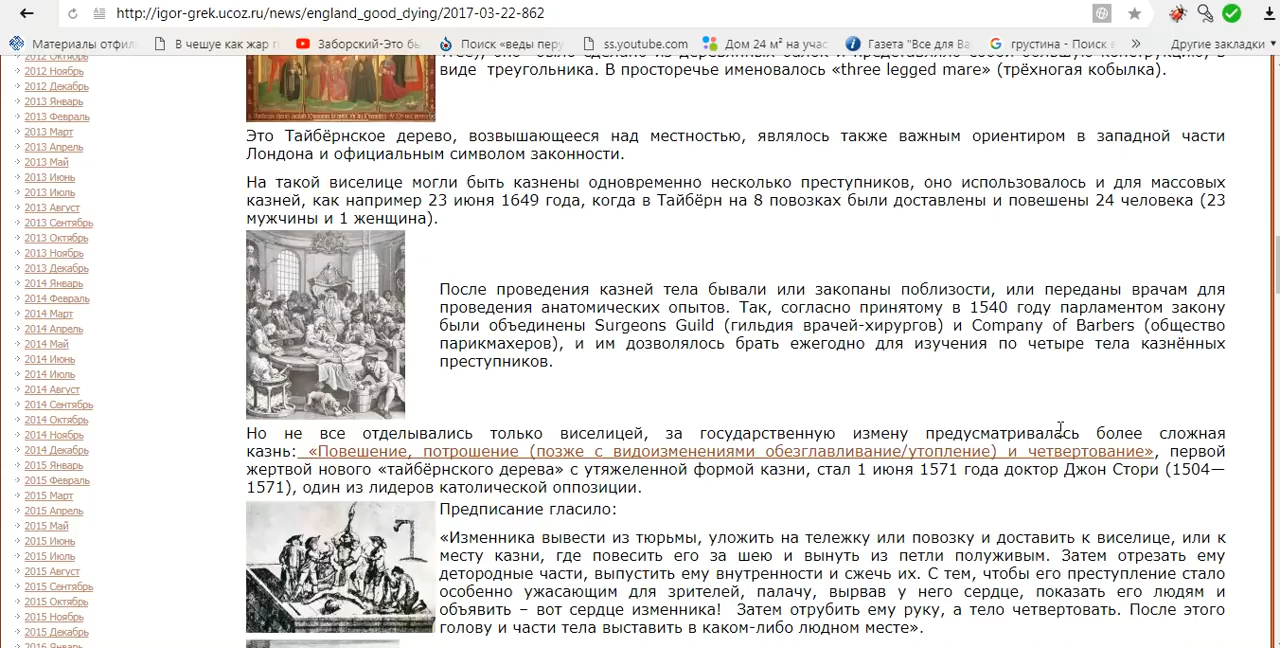 http://igor-grek.ucoz.ru/news/england_good_dying/2017-03-22-862
Материалы отфил
В чешуе как жар г
Заборский-Это бы
Поиск «веды перу
ss.youtube.com
Дом 24 м² на учас
Газета "Все для Ва
грустина - Поиск в
»
Другие закладки
2012 Октябрь
2012 Ноябрь
2012 Декабрь
2013 Январь
2013 Февраль
2013 Март
2013 Апрель
2013 Май
2013 Июнь
2013 Июль
2013 Август
2013 Сентябрь
2013 Октябрь
2013 Ноябрь
2013 Декабрь
2014 Январь
2014 Февраль
2014 Март
2014 Апрель
2014 Май
2014 Июнь
2014 Июль
2014 Август
2014 Сентябрь
2014 Октябрь
2014 Ноябрь
2014 Декабрь
2015 Январь
2015 Февраль
2015 Март
2015 Апрель
2015 Май
2015 Июнь
2015 Июль
2015 Август
2015 Сентябрь
2015 Октябрь
2015 Ноябрь
2015 Декабрь
2016 Январь
виде треугольника. В просторечье именовалось «three legged mare» (трёхногая кобылка).
Это Тайбёрнское дерево, возвышающееся над местностью, являлось также важным ориентиром в западной части
Лондона и официальным символом законности.
На такой виселице могли быть казнены одновременно несколько преступников, оно использовалось и для массовых
казней, как например 23 июня 1649 года, когда в Тайбёрн на 8 повозках были доставлены и повешены 24 человека (23
мужчины и 1 женщина).
После проведения казней тела бывали или закопаны поблизости, или переданы врачам для
проведения анатомических опытов. Так, согласно принятому в 1540 году парламентом закону
были объединены Surgeons Guild (гильдия врачей-хирургов) и Company of Barbers (общество
парикмахеров), и им дозволялось брать ежегодно для изучения по четыре тела казнённых
преступников.
Но не все отделывались только виселицей, за государственную измену предусматривалась более сложная
казнь: «Повешение, потрошение (позже с видоизменениями обезглавливание/утопление) и четвертование», первой
жертвой нового «тайбёрнского дерева» с утяжеленной формой казни, стал 1 июня 1571 года доктор Джон Стори (1504—
1571), один из лидеров католической оппозиции.
Предписание гласило:
«Изменника вывести из тюрьмы, уложить на тележку или повозку и доставить к виселице, или к
месту казни, где повесить его за шею и вынуть из петли полуживым. Затем отрезать ему
детородные части, выпустить ему внутренности и сжечь их. С тем, чтобы его преступление стало
особенно ужасающим для зрителей, палачу, вырвав у него сердце, показать его людям и
объявить – вот сердце изменника! Затем отрубить ему руку, а тело четвертовать. После этого
голову и части тела выставить в каком-либо людном месте».